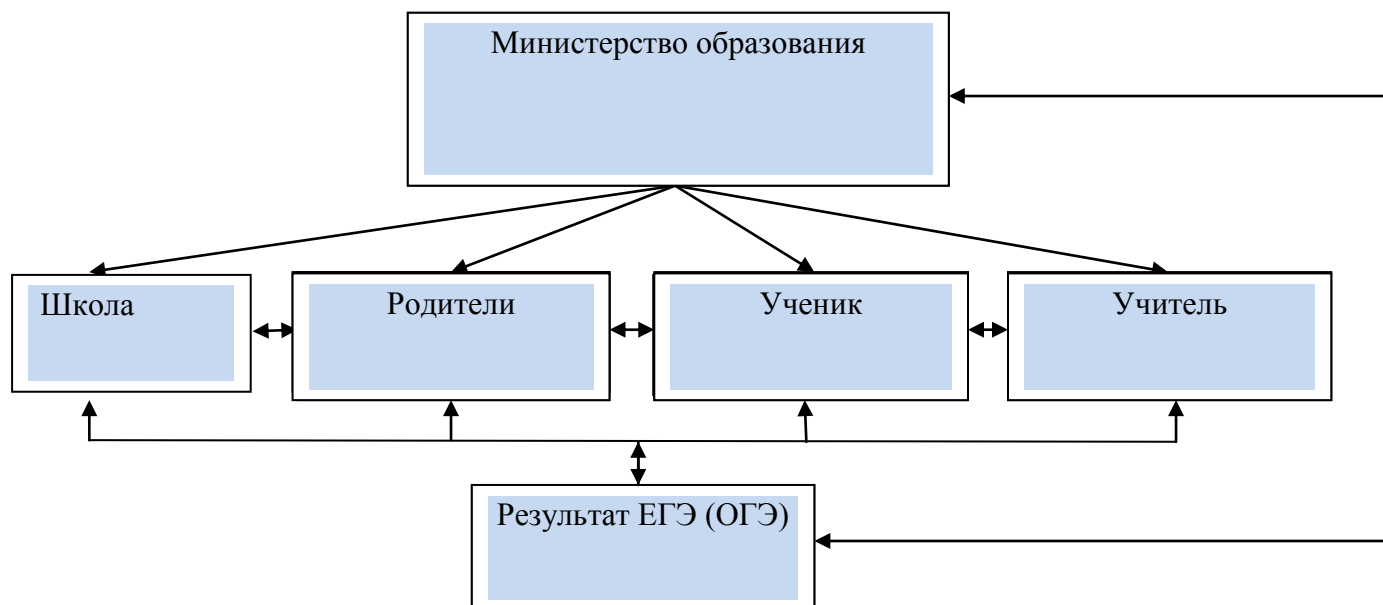 Министерство образования
Школа
Родители
Ученик
Учитель
Результат ЕГЭ (ОГЭ)